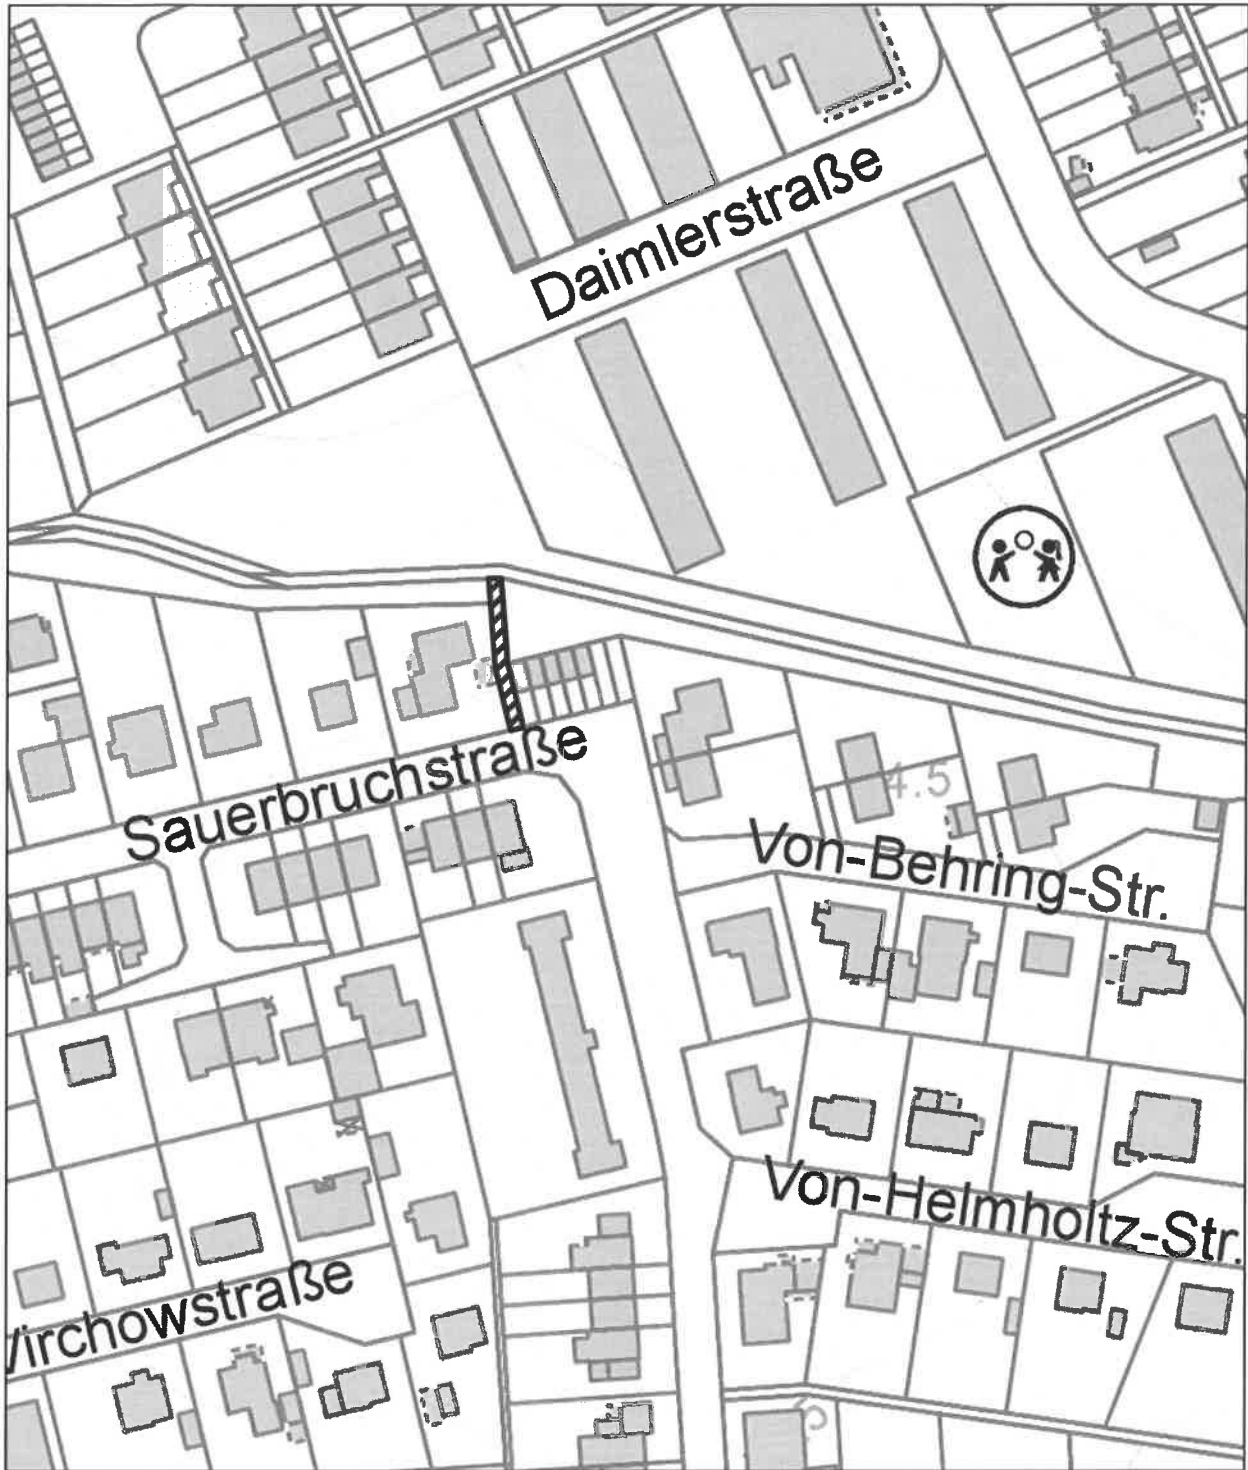 Daimlerstraße
Sauerbruchstraße
4.5
Von-Behring-Str.
Von-Helmholtz-Str.
Virchowstraße